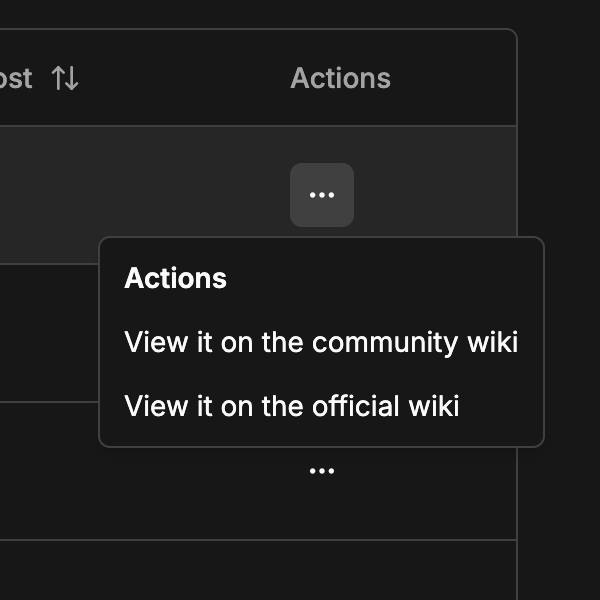 ost
Actions
...
Actions
View it on the community wiki
View it on the official wiki
...